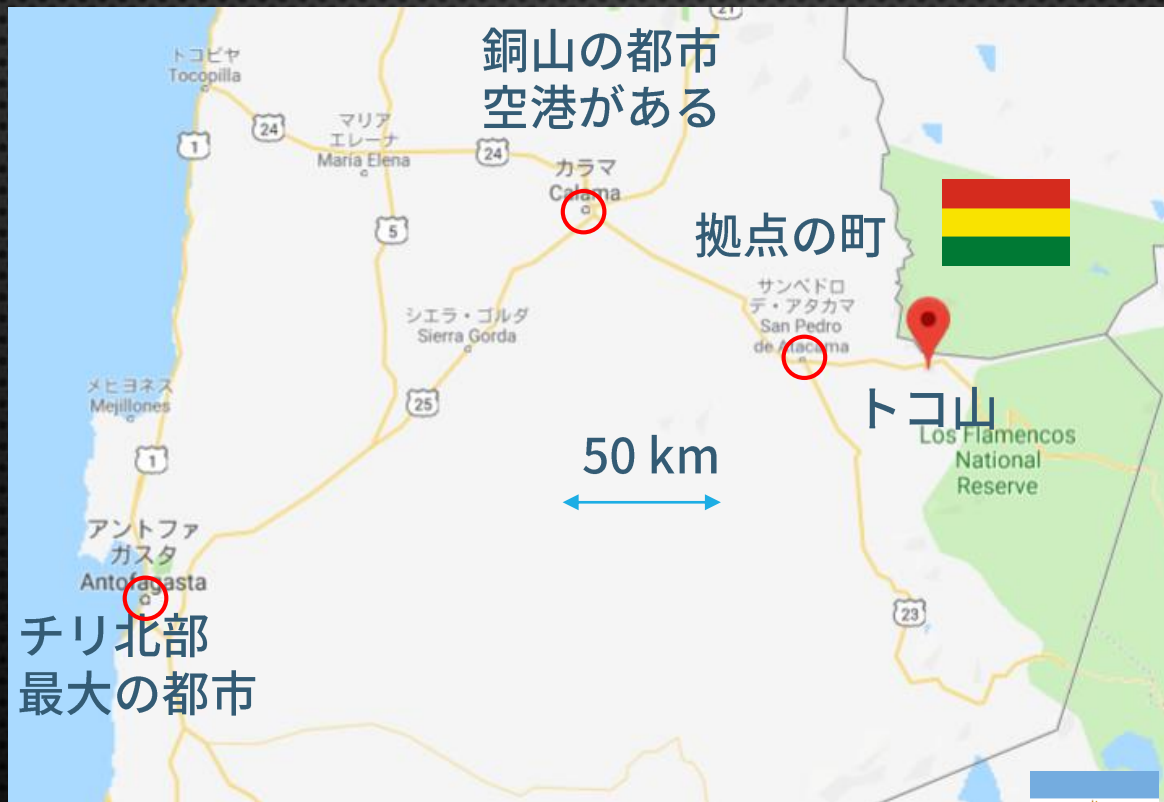 21
銅山の都市
空港がある
トコピヤ
Tocopilla
1
24
マリア
エレーナ
María Elena
24
カラマ
Calama
5
拠点の町
サンペドロ
デ・アタカマ
San Pedro
de Atacama
シエラ・ゴルダ
Sierra Gorda
メヒヨネス
Mejillones
25
トコ山
Los Flamencos
National
Reserve
50 km
1
アントファ
ガスタ
Antofagasta
23
チリ北部
最大の都市